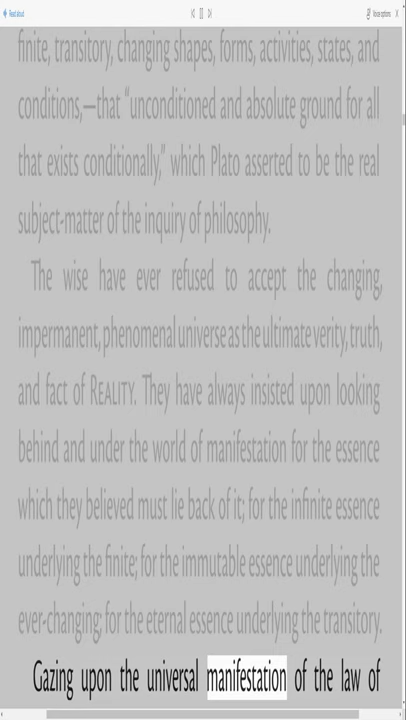 Read aloud Voice options
finite, transitory, changing shapes, forms, activities, states, and
conditions,—that “unconditioned and absolute ground for all
that exists conditionally,” which Plato asserted to be the real
subject-matter of the inquiry of philosophy.
The wise have ever refused to accept the changing,
impermanent, phenomenal universe as the ultimate verity, truth,
and fact of REALITY. They have always insisted upon looking
behind and under the world of manifestation for the essence
which they believed must lie back of it; for the infinite essence
underlying the finite; for the immutable essence underlying the
ever-changing; for the eternal essence underlying the transitory.
Gazing upon the universal manifestation of the law of